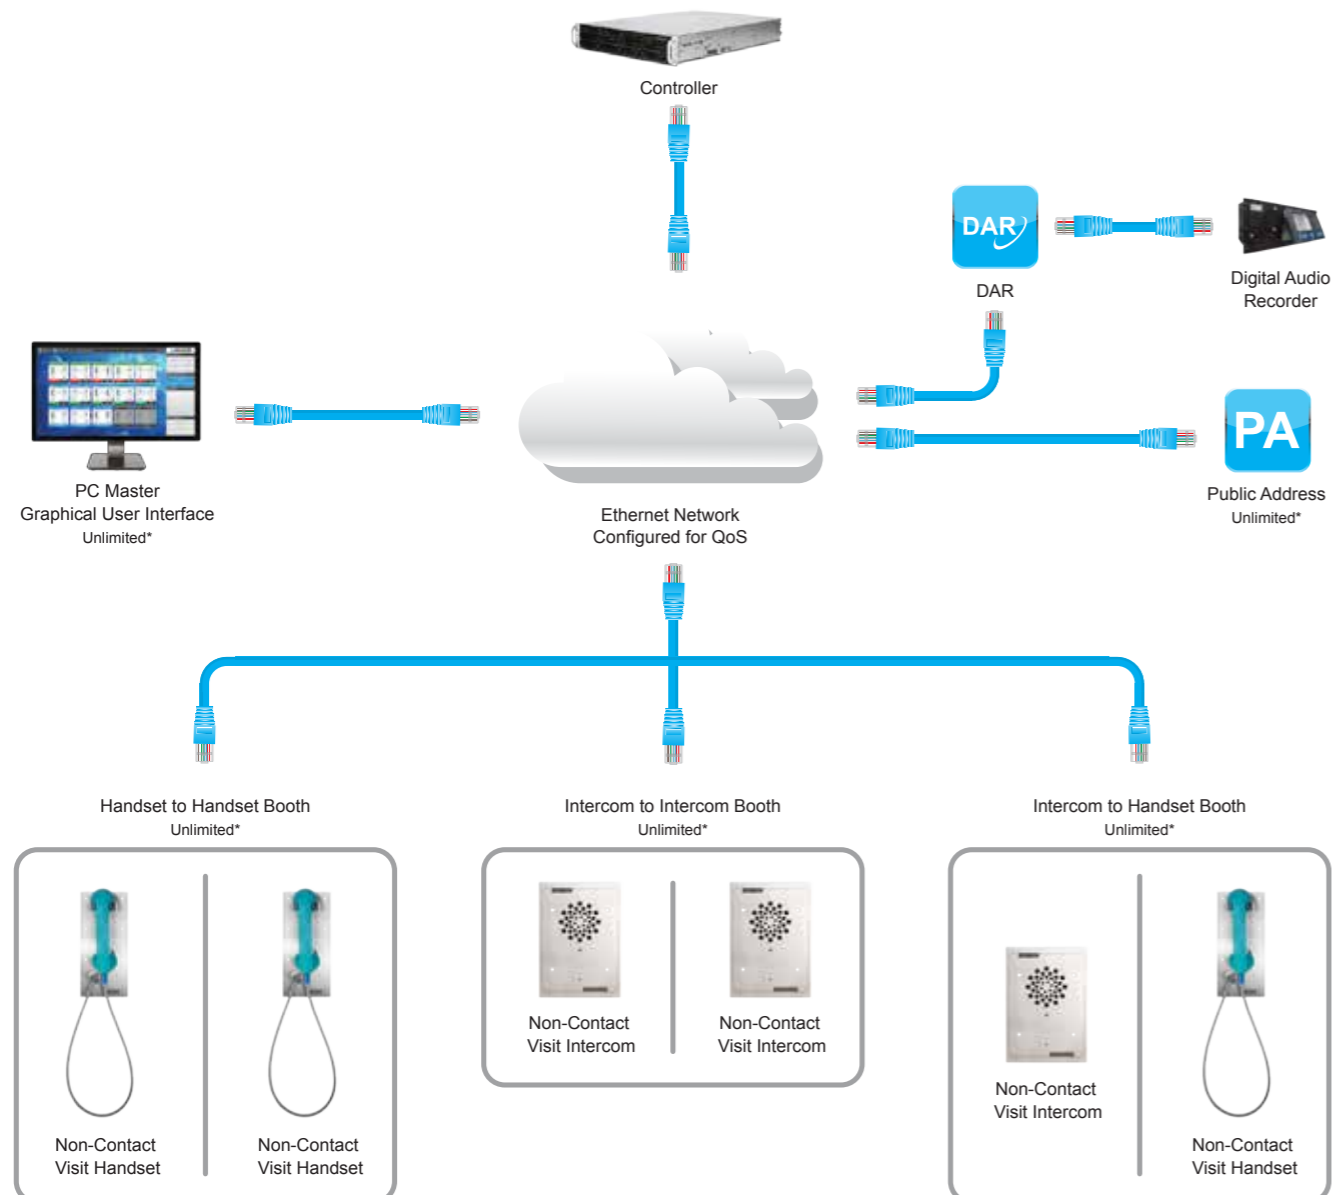 Controller
DAR
DAR
Digital Audio
Recorder
PC Master
Graphical User Interface
Unlimited*
Ethernet Network
Configured for QoS
PA
Public Address
Unlimited*
Handset to Handset Booth
Unlimited*
Intercom to Intercom Booth
Unlimited*
Intercom to Handset Booth
Unlimited*
Non-Contact
Visit Handset
Non-Contact
Visit Handset
Non-Contact
Visit Intercom
Non-Contact
Visit Intercom
Non-Contact
Visit Intercom
Non-Contact
Visit Handset